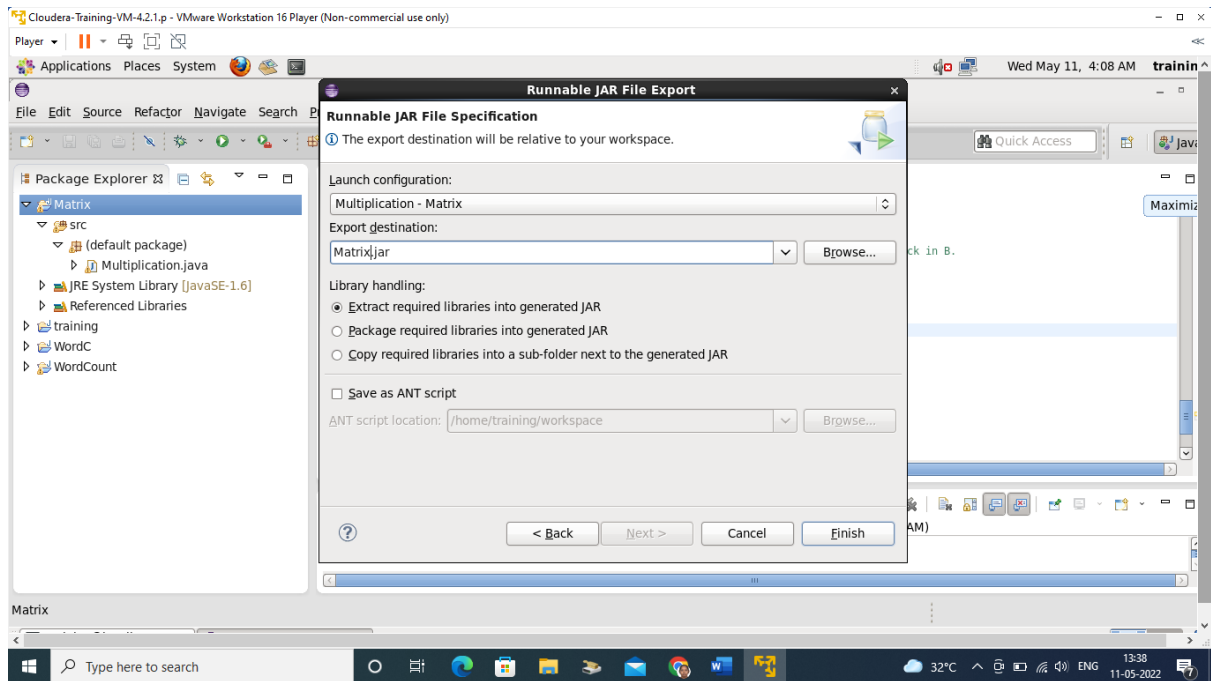 Cloudera-Training-VM-4.2.1.p - VMware Workstation 16 Player (Non-commercial use only)
Player
Applications Places System Wed May 11, 4:08 AM trainin
Runnable JAR File Export
File Edit Source Refactor Navigate Search P
Runnable JAR File Specification
The export destination will be relative to your workspace.
Quick Access
Java
Package Explorer
Launch configuration:
Matrix
Multiplication - Matrix
Maximiz
src
Export destination:
(default package)
Matrix.jar
Browse...
ck in B.
Multiplication.java
JRE System Library [JavaSE-1.6]
Library handling:
Referenced Libraries
Extract required libraries into generated JAR
training
Package required libraries into generated JAR
WordC
Copy required libraries into a sub-folder next to the generated JAR
WordCount
Save as ANT script
ANT script location: /home/training/workspace Browse...
< Back Next > Cancel Finish
AM)
Matrix
Type here to search
32°C
ENG
13:38
11-05-2022
7